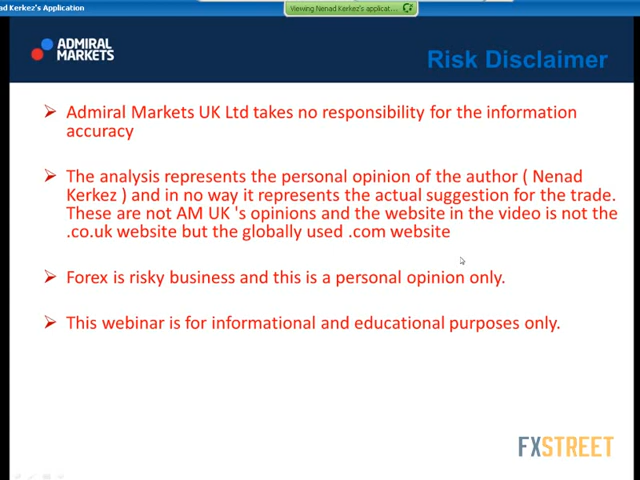 ad Kerkez's Application
Viewing Nenad Kerkez's applicat...
ADMIRAL
MARKETS
Risk Disclaimer
Admiral Markets UK Ltd takes no responsibility for the information
accuracy
The analysis represents the personal opinion of the author ( Nenad
Kerkez ) and in no way it represents the actual suggestion for the trade.
These are not AM UK 's opinions and the website in the video is not the
.co.uk website but the globally used .com website
Forex is risky business and this is a personal opinion only.
This webinar is for informational and educational purposes only.
FXSTREET